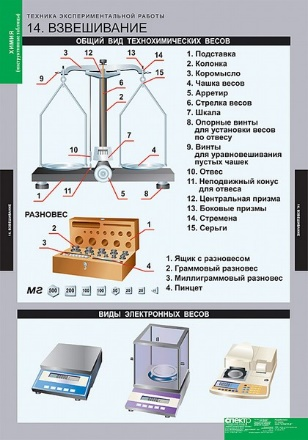 ХИМИЯ
ТЕХНИКА ЭКСПЕРИМЕНТАЛЬНОЙ РАБОТЫ
14. ВЗВЕШИВАНИЕ
ОБЩИЙ ВИД ТЕХНОХИМИЧЕСКИХ ВЕСОВ
1. Подставка
2. Колонка
3. Коромысло
4. Чашка весов
5. Арретир
6. Стрелка весов
7. Шкала
8. Опорные винты
для установки весов
по отвесу
9. Винты
для уравновешивания
пустых чашек
10. Отвес
11. Неподвижный конус
для отвеса
12. Центральная призма
13. Боковые призмы
14. Стремена
15. Серьги
РАЗНОВЕС
1. Ящик с разновесом
2. Граммовый разновес
3. Миллиграммовый разновес
4. Пинцет
мг
ВИДЫ ЭЛЕКТРОННЫХ ВЕСОВ
14. ВЗВЕШИВАНИЕ
14. ВЗВЕШИВАНИЕ
спектр